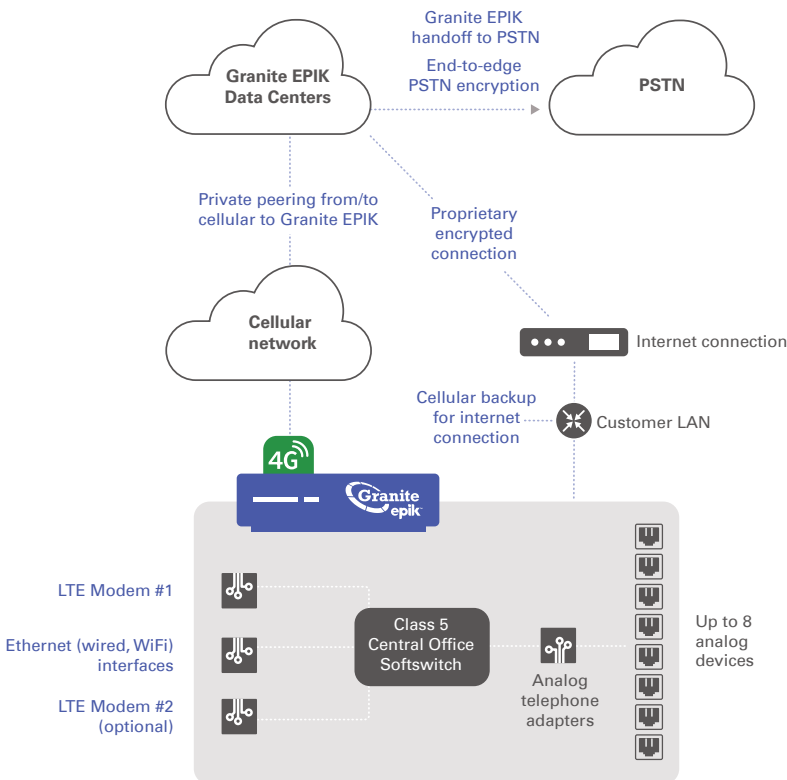 Granite EPIK
handoff to PSTN
End-to-edge
PSTN encryption
Granite EPIK
Data Centers
PSTN
Private peering from/to
cellular to Granite EPIK
Proprietary
encrypted
connection
Cellular
network
Internet connection
Cellular backup
for internet
connection
Customer LAN
4G
Granite
epik
LTE Modem #1
Ethernet (wired, WiFi)
interfaces
LTE Modem #2
(optional)
Class 5
Central Office
Softswitch
Analog
telephone
adapters
Up to 8
analog
devices